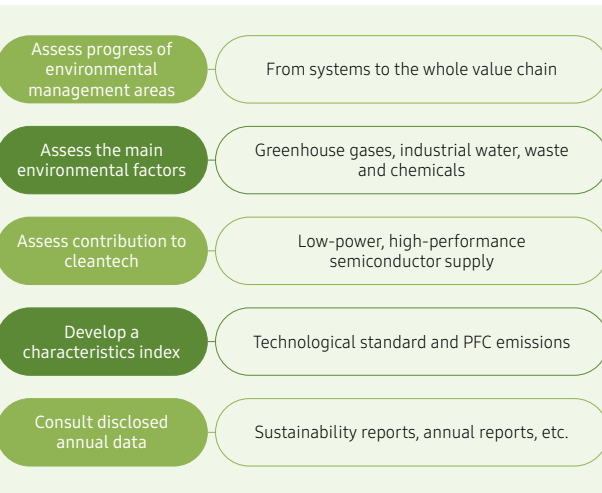 Assess progress of
environmental
management areas
From systems to the whole value chain
Assess the main
environmental factors
Greenhouse gases, industrial water, waste
and chemicals
Assess contribution to
cleantech
Low-power, high-performance
semiconductor supply
Develop a
characteristics index
Technological standard and PFC emissions
Consult disclosed
annual data
Sustainability reports, annual reports, etc.